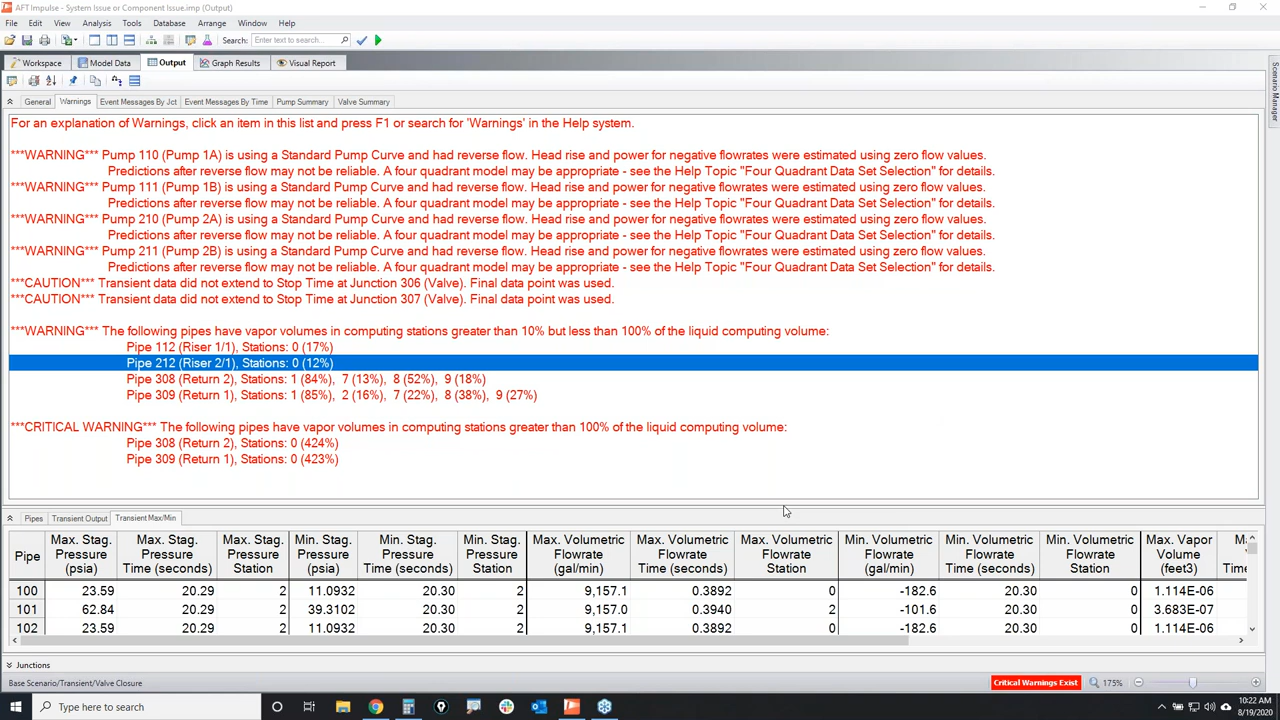 AFT Impulse - System Issue or Component Issue.imp (Output)
File Edit View Analysis Tools Database Arrange Window Help
Search: Enter text to search...
Workspace Model Data Output Graph Results Visual Report
Scenario Manager
General Warnings Event Messages By Jct Event Messages By Time Pump Summary Valve Summary
For an explanation of Warnings, click an item in this list and press F1 or search for 'Warnings' in the Help system.
***WARNING*** Pump 110 (Pump 1A) is using a Standard Pump Curve and had reverse flow. Head rise and power for negative flowrates were estimated using zero flow values.
Predictions after reverse flow may not be reliable. A four quadrant model may be appropriate - see the Help Topic "Four Quadrant Data Set Selection" for details.
***WARNING*** Pump 111 (Pump 1B) is using a Standard Pump Curve and had reverse flow. Head rise and power for negative flowrates were estimated using zero flow values.
Predictions after reverse flow may not be reliable. A four quadrant model may be appropriate - see the Help Topic "Four Quadrant Data Set Selection" for details.
***WARNING*** Pump 210 (Pump 2A) is using a Standard Pump Curve and had reverse flow. Head rise and power for negative flowrates were estimated using zero flow values.
Predictions after reverse flow may not be reliable. A four quadrant model may be appropriate - see the Help Topic "Four Quadrant Data Set Selection" for details.
***WARNING*** Pump 211 (Pump 2B) is using a Standard Pump Curve and had reverse flow. Head rise and power for negative flowrates were estimated using zero flow values.
Predictions after reverse flow may not be reliable. A four quadrant model may be appropriate - see the Help Topic "Four Quadrant Data Set Selection" for details.
***CAUTION*** Transient data did not extend to Stop Time at Junction 306 (Valve). Final data point was used.
***CAUTION*** Transient data did not extend to Stop Time at Junction 307 (Valve). Final data point was used.
***WARNING*** The following pipes have vapor volumes in computing stations greater than 10% but less than 100% of the liquid computing volume:
Pipe 112 (Riser 1/1), Stations: 0 (17%)
Pipe 212 (Riser 2/1), Stations: 0 (12%)
Pipe 308 (Return 2), Stations: 1 (84%), 7 (13%), 8 (52%), 9 (18%)
Pipe 309 (Return 1), Stations: 1 (85%), 2 (16%), 7 (22%), 8 (38%), 9 (27%)
***CRITICAL WARNING*** The following pipes have vapor volumes in computing stations greater than 100% of the liquid computing volume:
Pipe 308 (Return 2), Stations: 0 (424%)
Pipe 309 (Return 1), Stations: 0 (423%)
Pipes Transient Output Transient Max/Min
Max. Stag. Max. Stag. Max. Stag. Min. Stag. Min. Stag. Min. Stag. Max. Volumetric Max. Volumetric Max. Volumetric Min. Volumetric Min. Volumetric Min. Volumetric Max. Vapor
Pipe Pressure Pressure Pressure Pressure Pressure Pressure Flowrate Flowrate Flowrate Flowrate Flowrate Flowrate Volume
(psia) Time (seconds) Station (psia) Time (seconds) Station (gal/min) Time (seconds) Station (gal/min) Time (seconds) Station (feet3)
100 23.59 20.29 2 11.0932 20.30 2 9,157.1 0.3892 0 -182.6 20.30 0 1.114E-06
101 62.84 20.29 2 39.3102 20.30 2 9,157.0 0.3940 2 -101.6 20.30 0 3.683E-07
102 23.59 20.29 2 11.0932 20.30 2 9,157.1 0.3892 0 -182.6 20.30 0 1.114E-06
Junctions
Base Scenario/Transient/Valve Closure
Critical Warnings Exist 175%
Type here to search
10:22 AM
8/19/2020